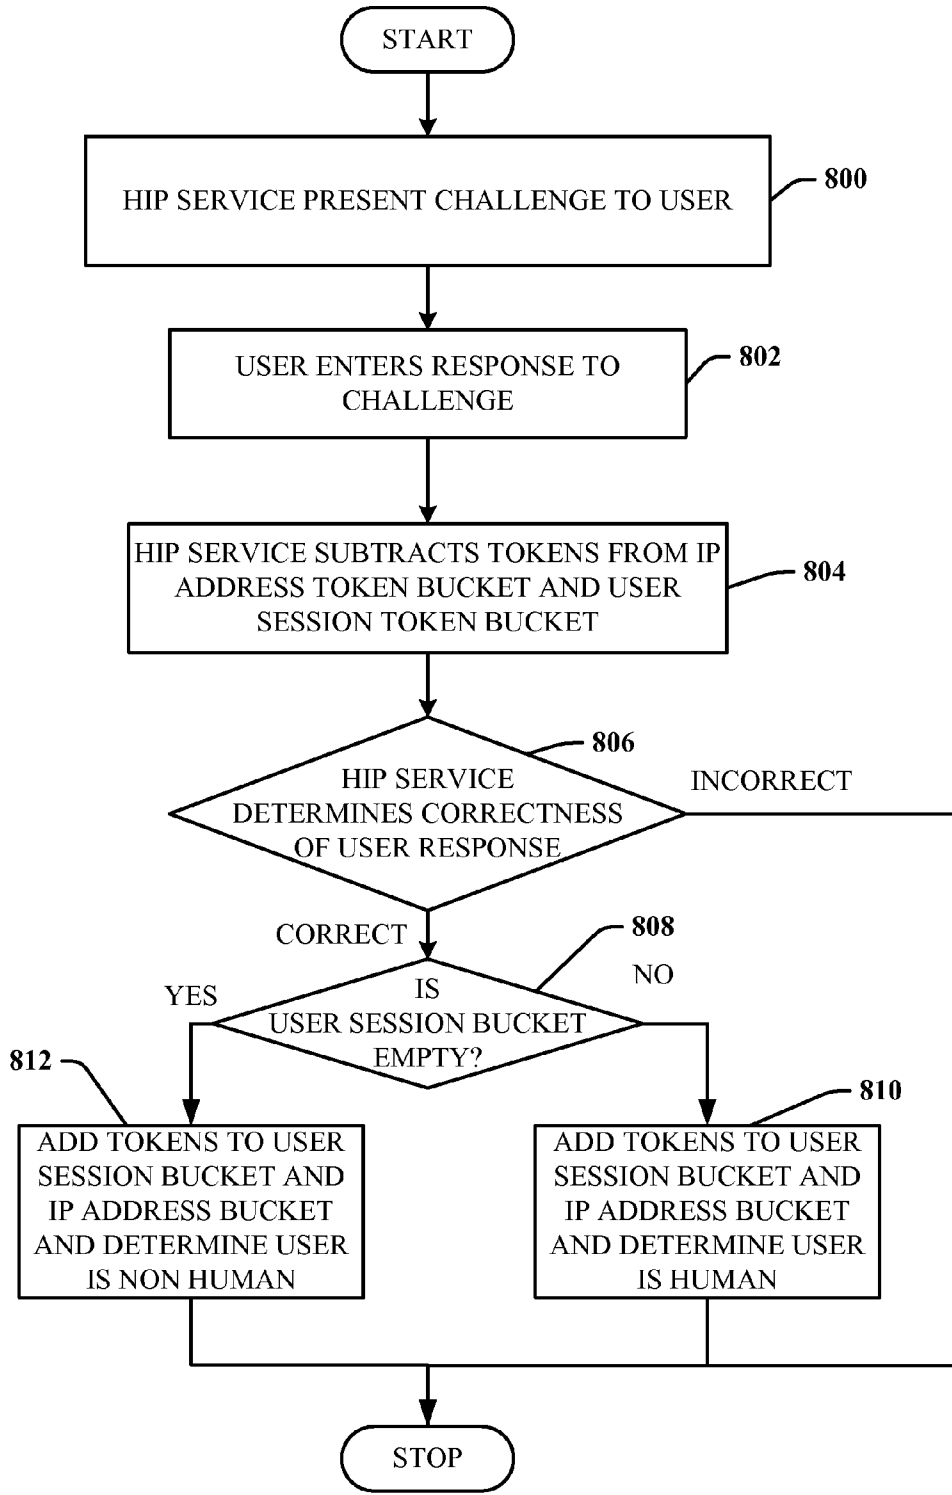 START
HIP SERVICE PRESENT CHALLENGE TO USER
800
USER ENTERS RESPONSE TO
CHALLENGE
802
HIP SERVICE SUBTRACTS TOKENS FROM IP
ADDRESS TOKEN BUCKET AND USER
SESSION TOKEN BUCKET
804
806
HIP SERVICE
DETERMINES CORRECTNESS
OF USER RESPONSE
INCORRECT
CORRECT
808
IS
USER SESSION BUCKET
EMPTY?
YES
NO
812
ADD TOKENS TO USER
SESSION BUCKET AND
IP ADDRESS BUCKET
AND DETERMINE USER
IS NON HUMAN
810
ADD TOKENS TO USER
SESSION BUCKET AND
IP ADDRESS BUCKET
AND DETERMINE USER
IS HUMAN
STOP